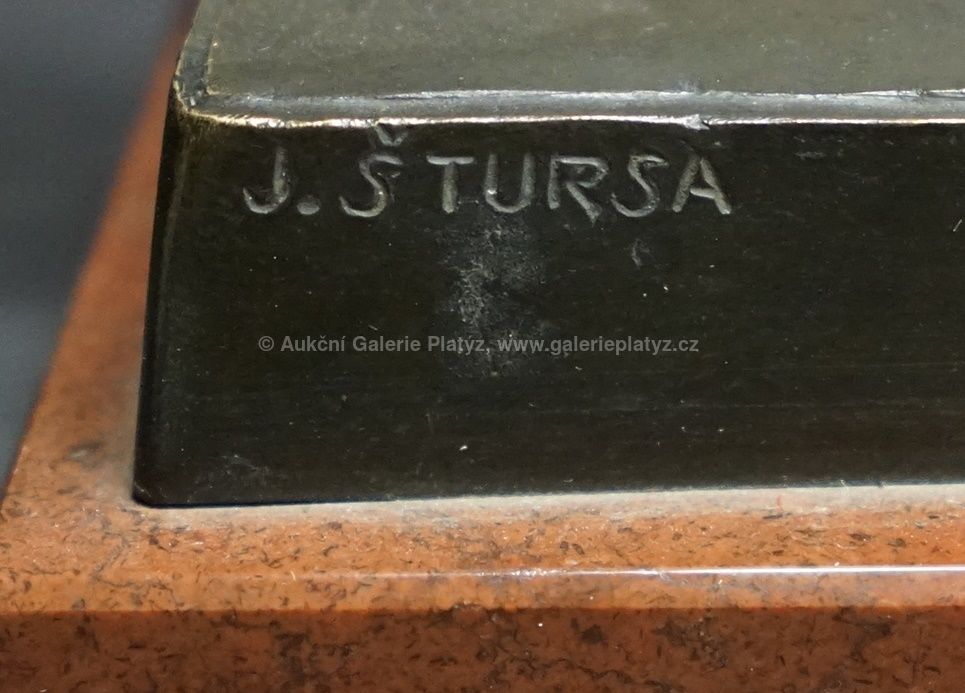 J. ŠTURSA
© Aukční Galerie Platýz, www.galerieplatyz.cz